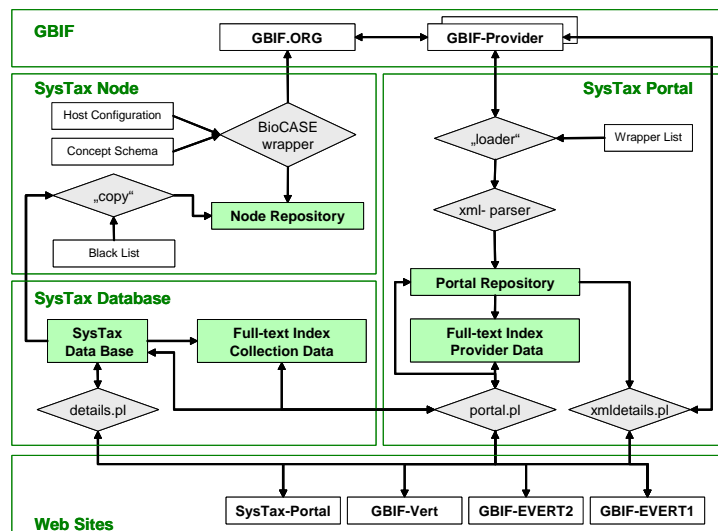 GBIF
GBIF.ORG
GBIF-Provider
SysTax Node
SysTax Portal
Host Configuration
Concept Schema
BioCASE
wrapper
„loader“
Wrapper List
„copy“
Node Repository
xml- parser
Black List
Portal Repository
SysTax Database
SysTax
Data Base
Full-text Index
Collection Data
Full-text Index
Provider Data
details.pl
portal.pl
xmldetails.pl
SysTax-Portal
GBIF-Vert
GBIF-EVERT2
GBIF-EVERT1
Web Sites